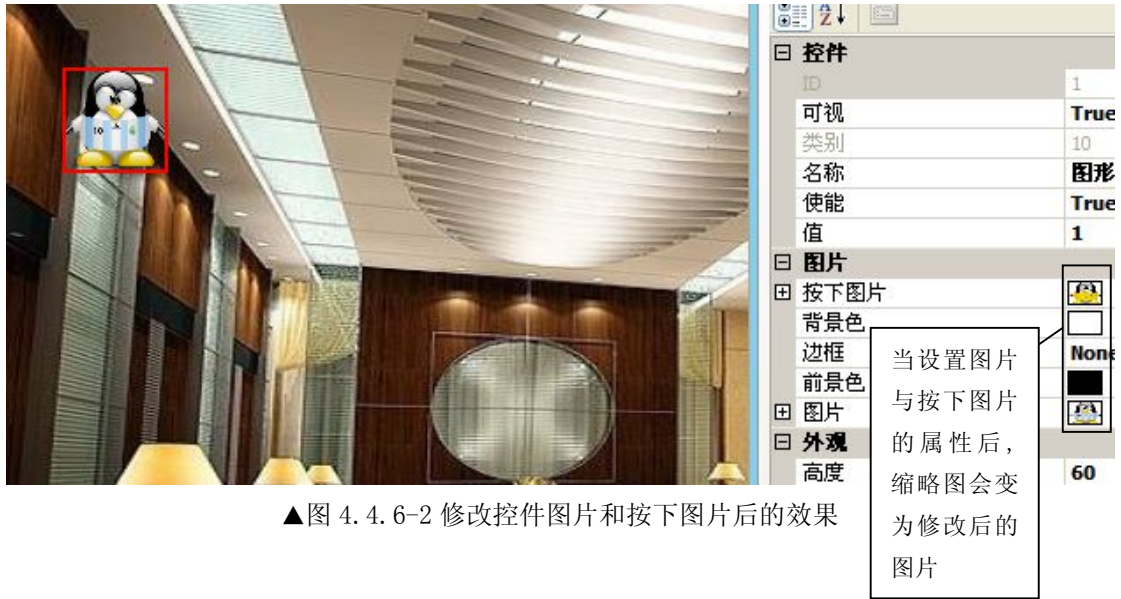 控件
ID 1
可视 True
类别 10
名称 图形
使能 True
值 1
图片
按下图片
背景色
边框 None
前景色
图片
外观
高度 60
当设置图片
与按下图片
的属性后,
缩略图会变
为修改后的
图片
▲图 4.4.6-2 修改控件图片和按下图片后的效果